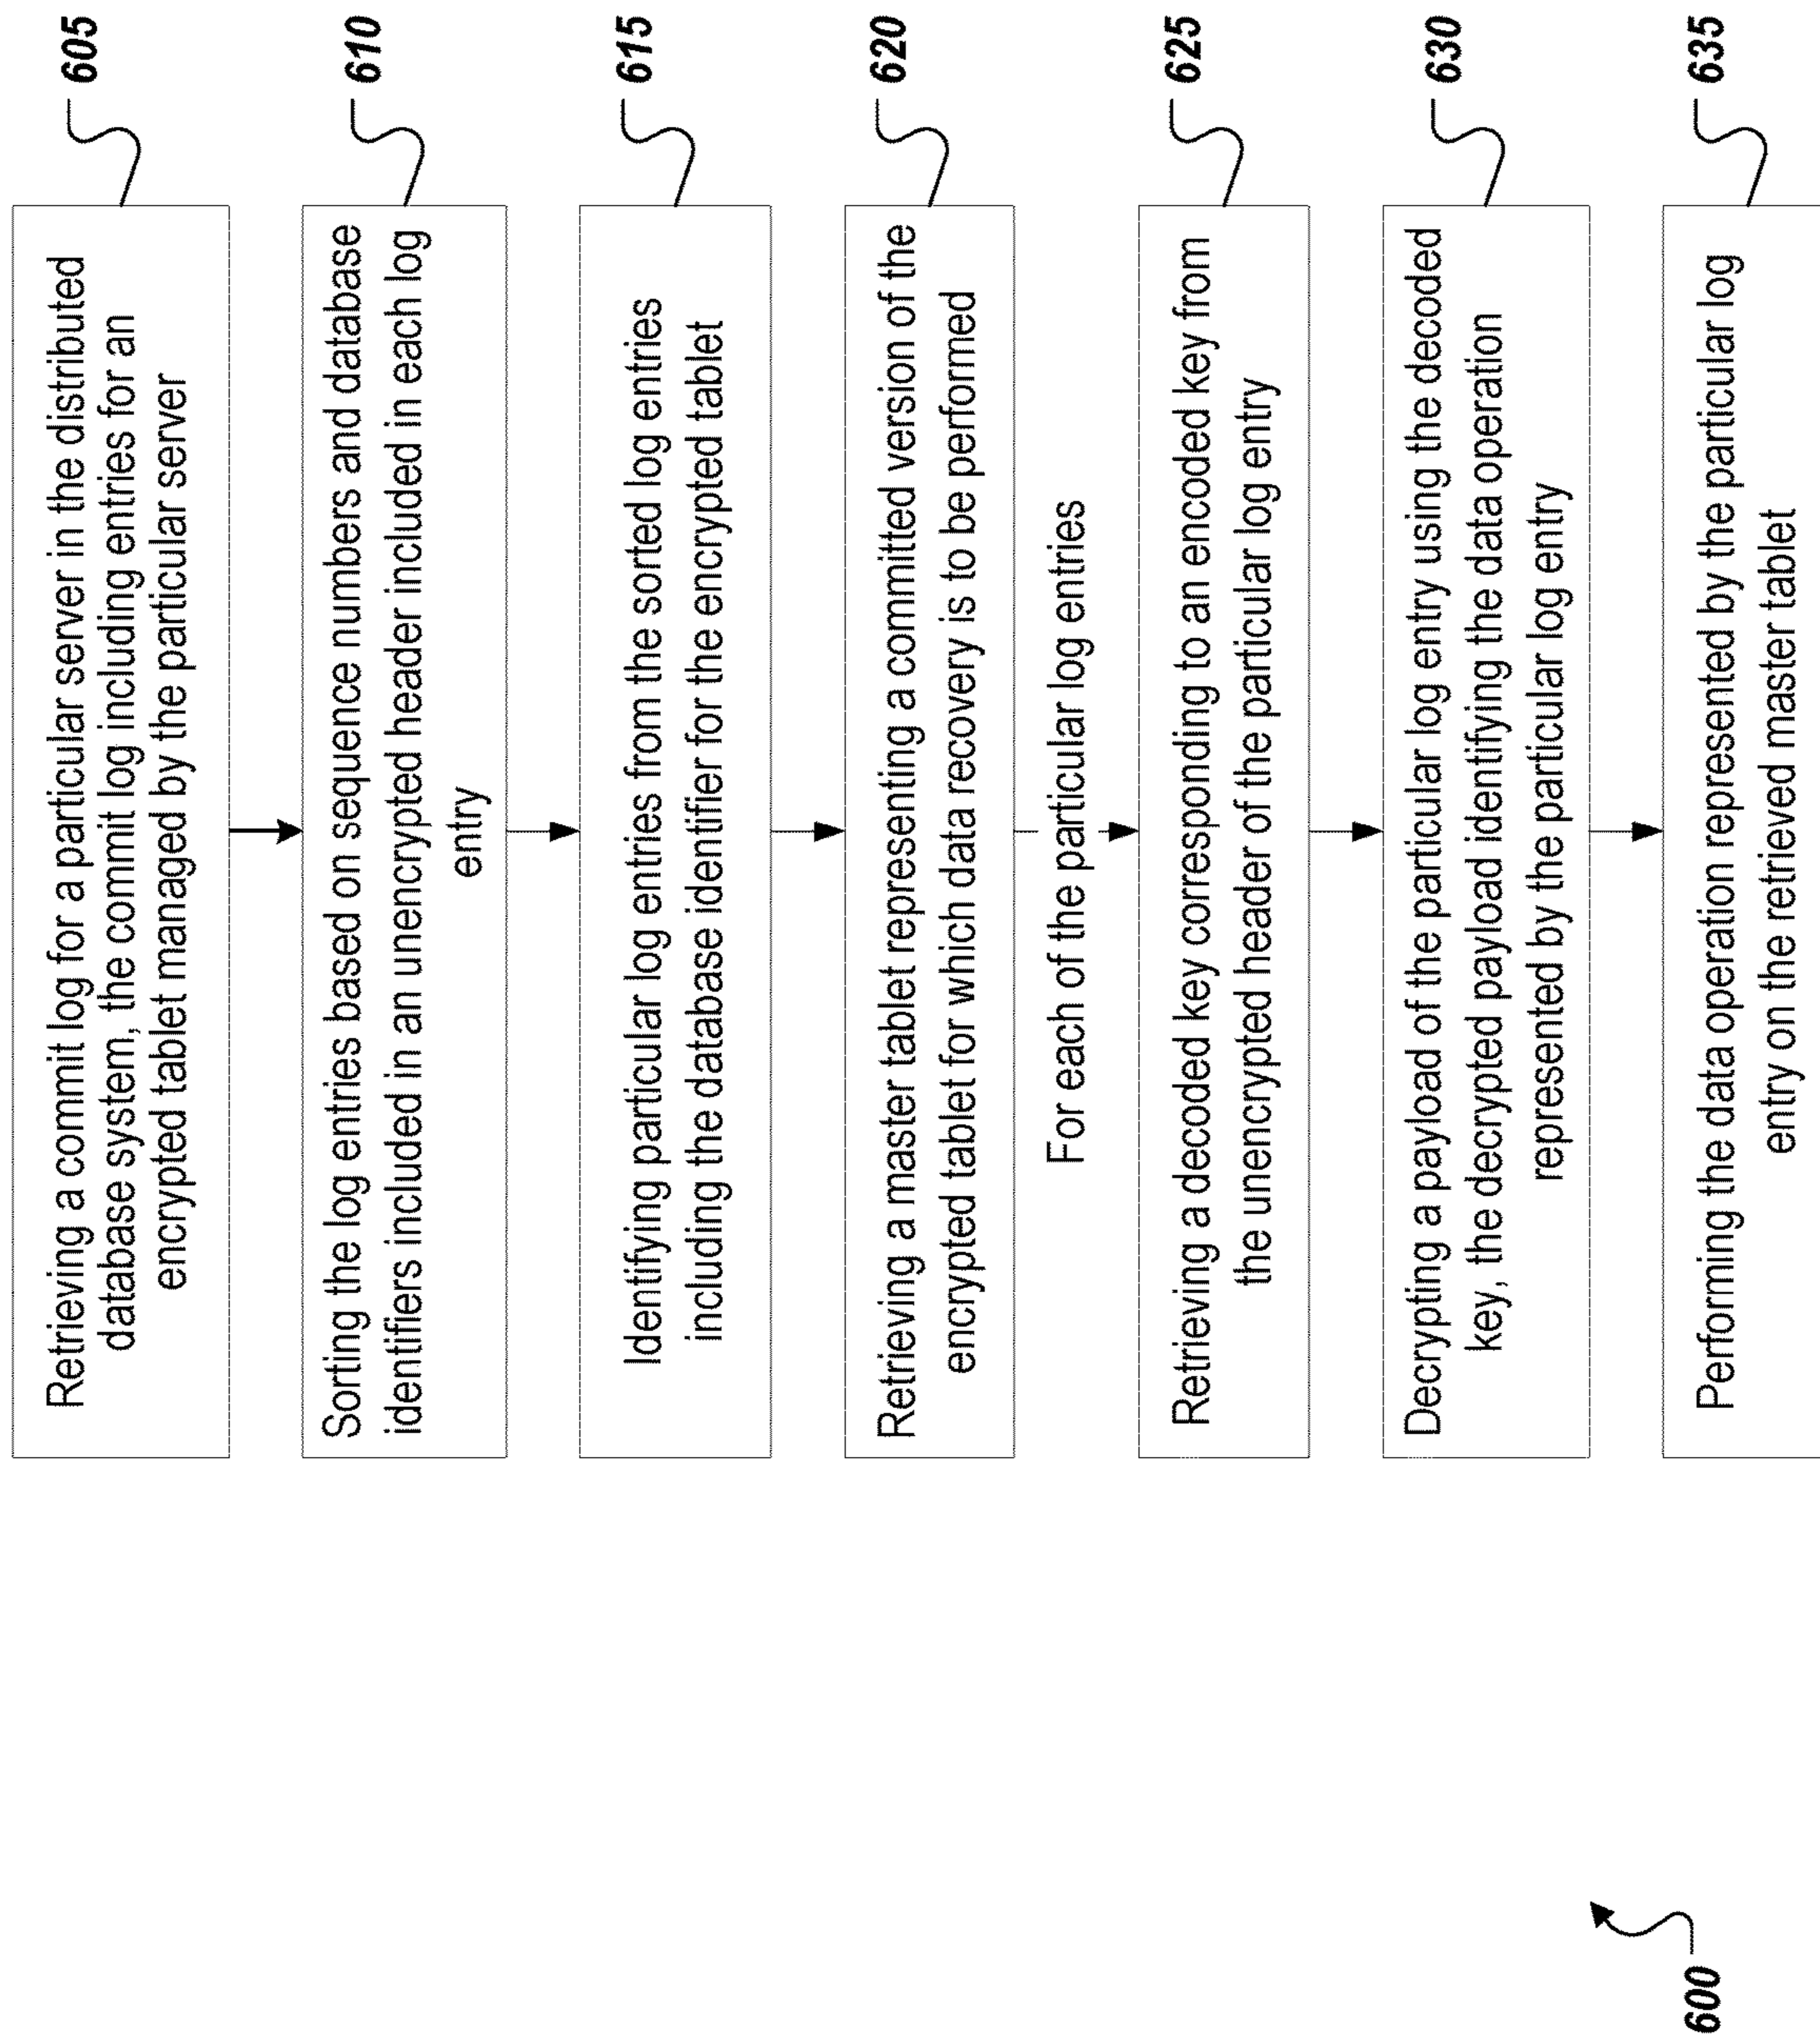 Retrieving a commit log for a particular server in the distributed
database system, the commit log including entries for an
encrypted tablet managed by the particular server
605
Sorting the log entries based on sequence numbers and database
identifiers included in an unencrypted header included in each log
entry
610
Identifying particular log entries from the sorted log entries
including the database identifier for the encrypted tablet
615
Retrieving a master tablet representing a committed version of the
encrypted tablet for which data recovery is to be performed
620
For each of the particular log entries
Retrieving a decoded key corresponding to an encoded key from
the unencrypted header of the particular log entry
625
Decrypting a payload of the particular log entry using the decoded
key, the decrypted payload identifying the data operation
represented by the particular log entry
630
Performing the data operation represented by the particular log
entry on the retrieved master tablet
635
600